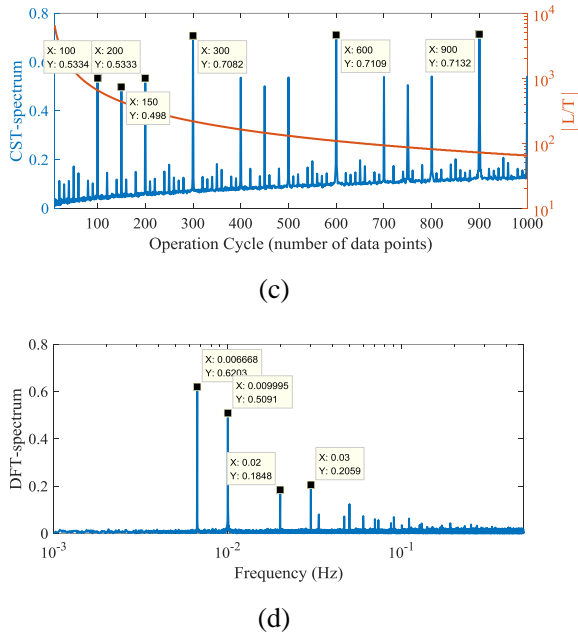 0.8
0.6
0.4
0.2
0
CST-spectrum
X: 100
Y: 0.5334
X: 200
Y: 0.5333
X: 150
Y: 0.498
X: 300
Y: 0.7082
X: 600
Y: 0.7109
X: 900
Y: 0.7132
10^4
10^3
10^2
10^1
| L/T |
100 200 300 400 500 600 700 800 900 1000
Operation Cycle (number of data points)
(c)
0.8
0.6
0.4
0.2
0
DFT-spectrum
X: 0.006668
Y: 0.6203
X: 0.009995
Y: 0.5091
X: 0.02
Y: 0.1848
X: 0.03
Y: 0.2059
10^-3 10^-2 10^-1
Frequency (Hz)
(d)